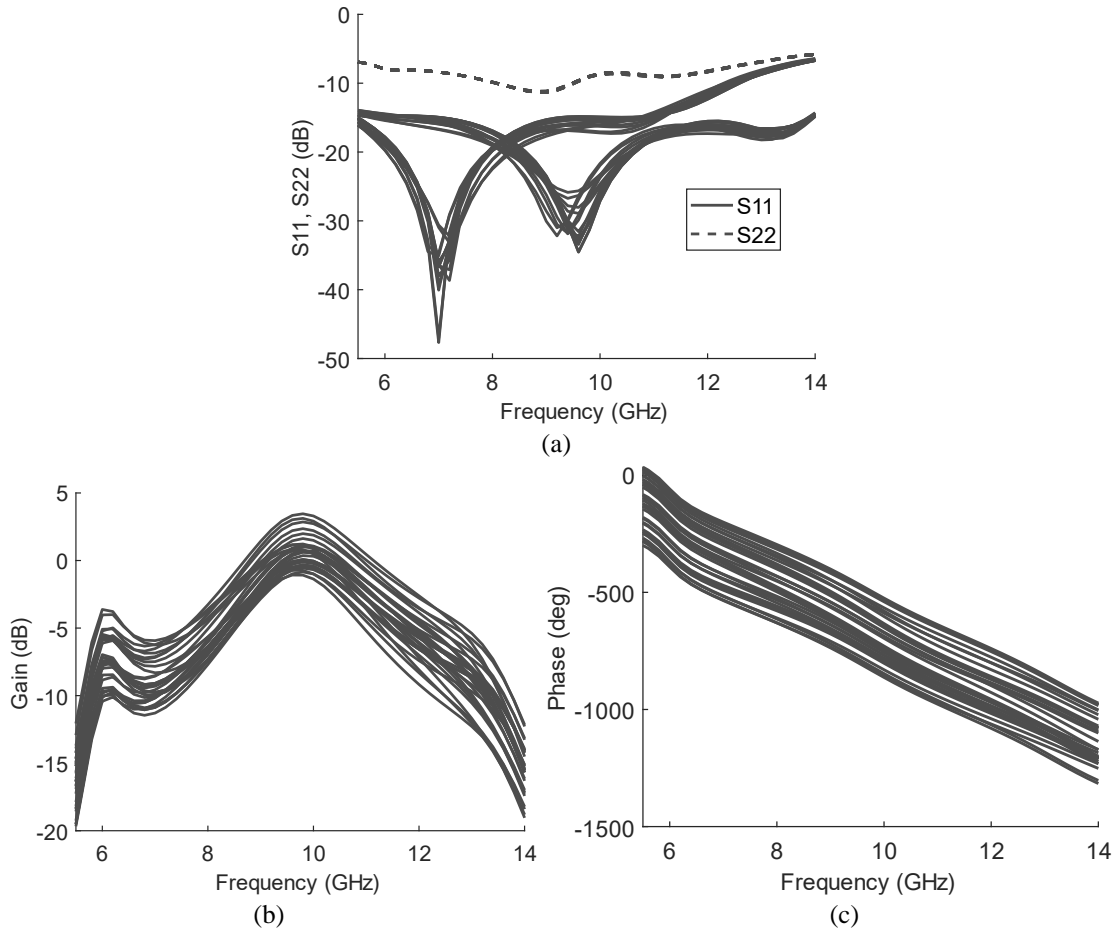 0
-10
-20
-30
-40
-50
S11, S22 (dB)
S11
S22
6 8 10 12 14
Frequency (GHz)
(a)
5
0
-5
-10
-15
-20
Gain (dB)
6 8 10 12 14
Frequency (GHz)
(b)
0
-500
-1000
-1500
Phase (deg)
6 8 10 12 14
Frequency (GHz)
(c)